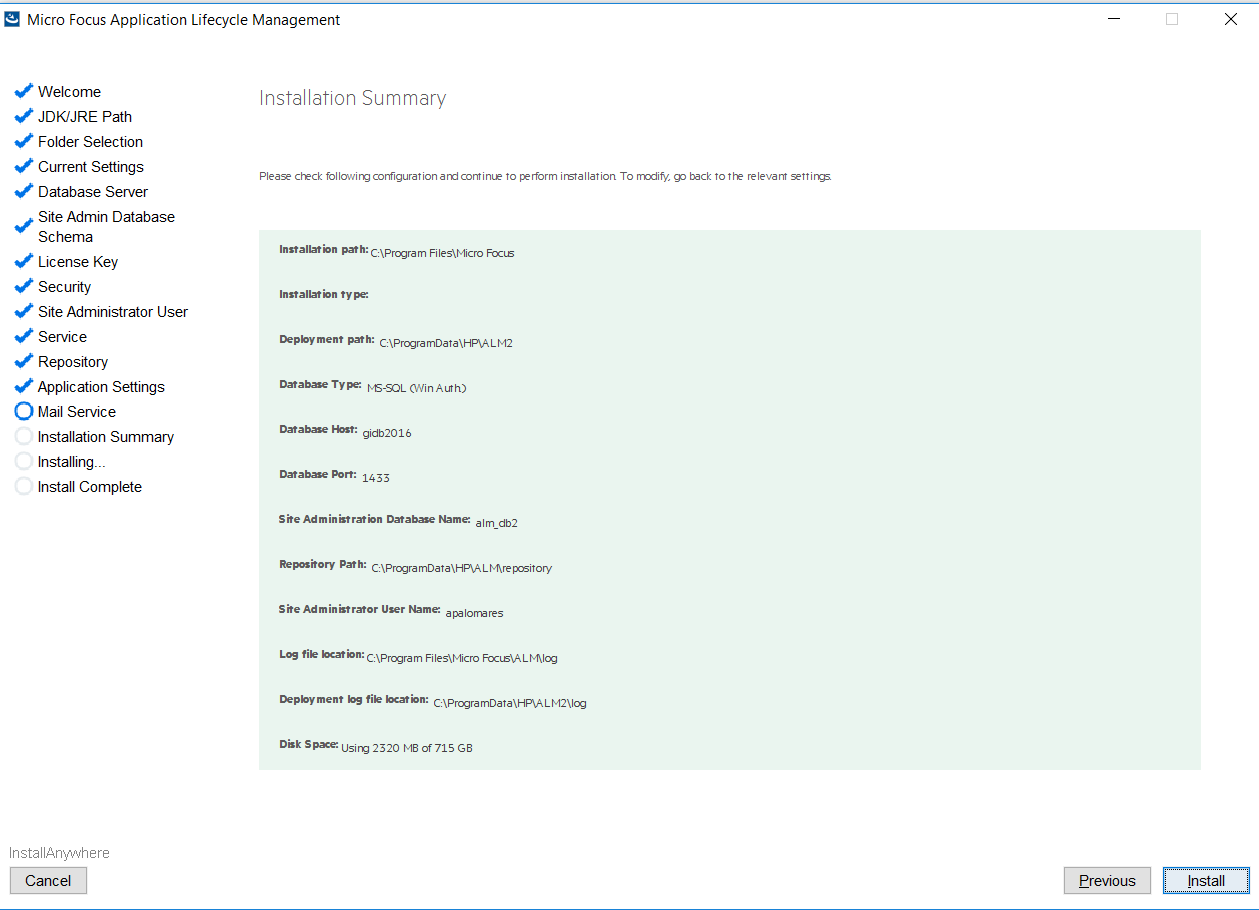 Micro Focus Application Lifecycle Management
Welcome
JDK/JRE Path
Folder Selection
Current Settings
Database Server
Site Admin Database
Schema
License Key
Security
Site Administrator User
Service
Repository
Application Settings
Mail Service
Installation Summary
Installing...
Install Complete
Installation Summary
Please check following configuration and continue to perform installation. To modify, go back to the relevant settings.
Installation path: C:\Program Files\Micro Focus
Installation type:
Deployment path: C:\ProgramData\HP\ALM2
Database Type: MS-SQL (Win Auth.)
Database Host: gidb2016
Database Port: 1433
Site Administration Database Name: alm_db2
Repository Path: C:\ProgramData\HP\ALM\repository
Site Administrator User Name: apalomares
Log file location: C:\Program Files\Micro Focus\ALM\log
Deployment log file location: C:\ProgramData\HP\ALM2\log
Disk Space: Using 2320 MB of 715 GB
InstallAnywhere
Cancel
Previous
Install